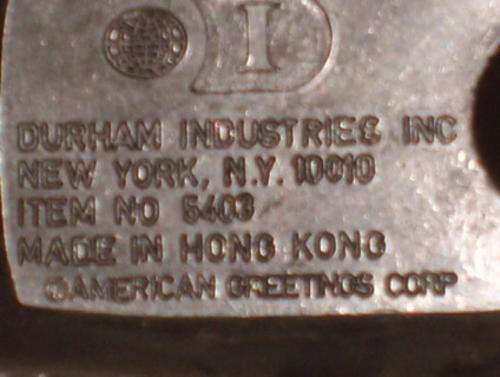 I
DURHAM INDUSTRIES INC
NEW YORK, N.Y. 10010
ITEM NO 5403
MADE IN HONG KONG
©AMERICAN GREETINGS CORP